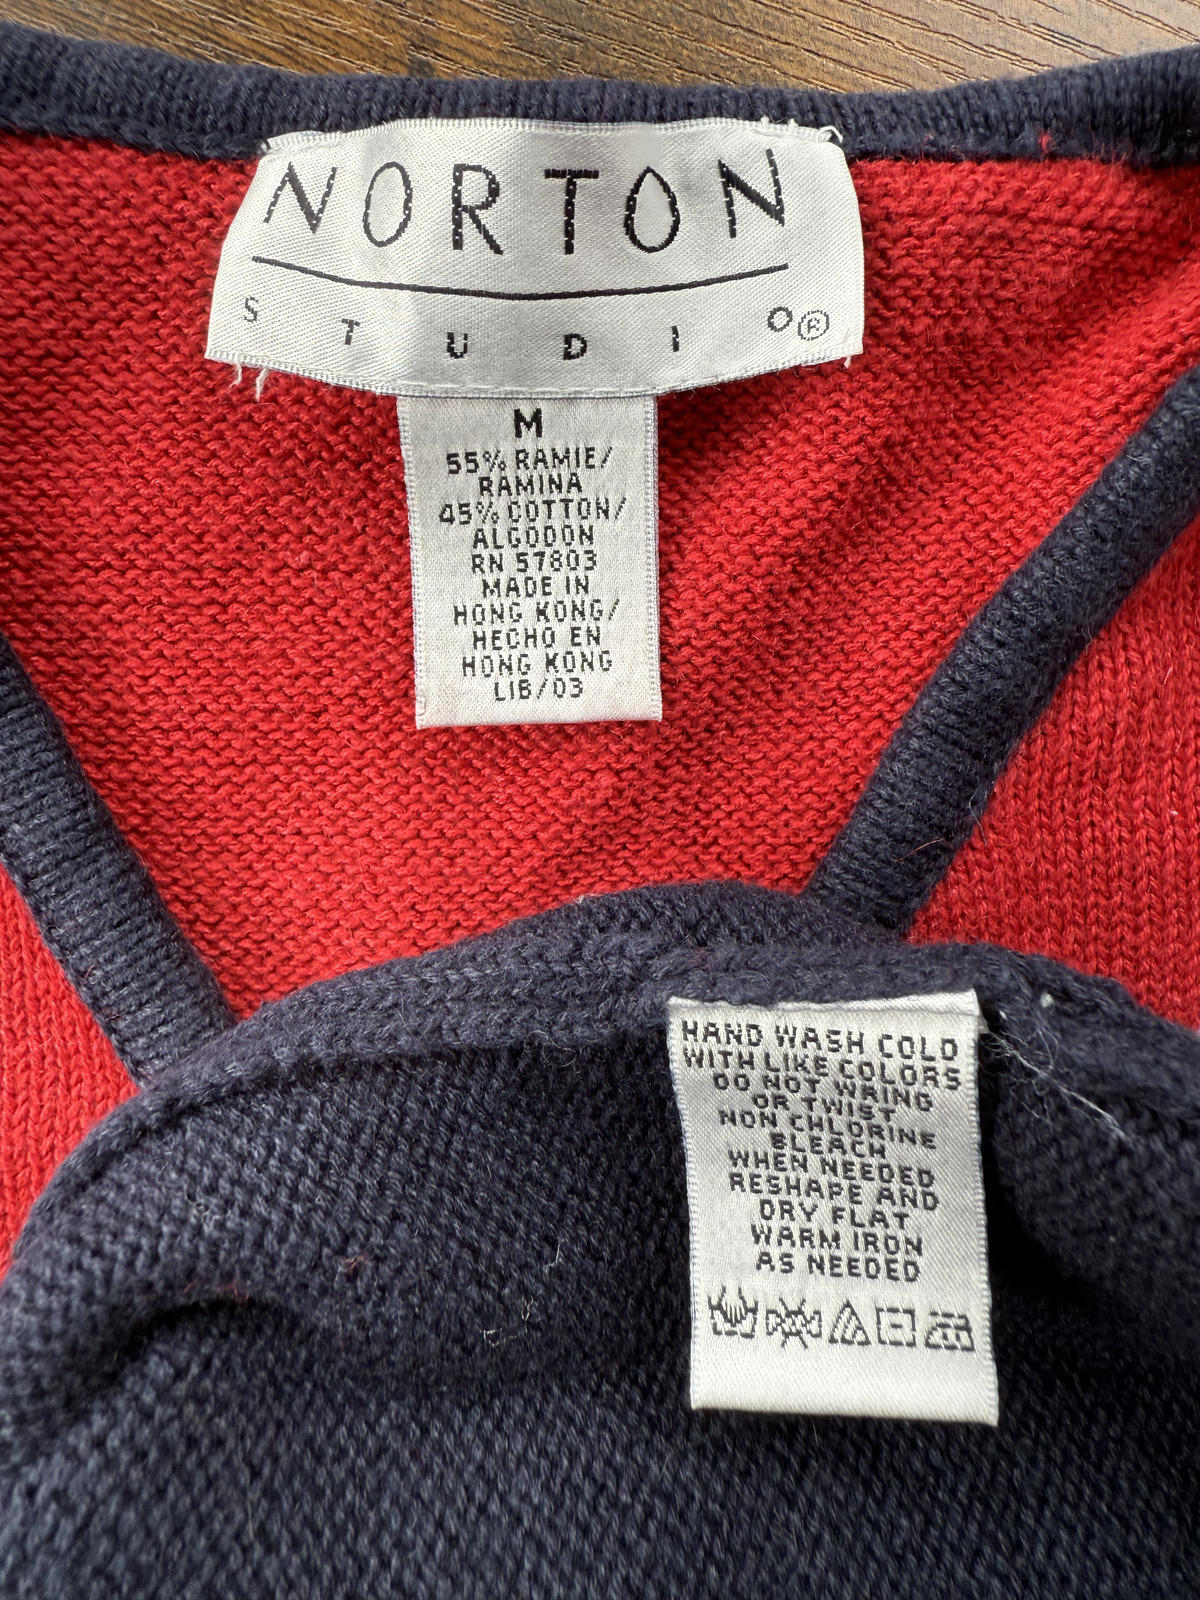 NORTON
STUDIO®
M
55% RAMIE/
RAMINA
45% COTTON/
ALGODON
RN 57803
MADE IN
HONG KONG/
HECHO EN
HONG KONG
LIB/03
HAND WASH COLD
WITH LIKE COLORS
DO NOT WRING
OR TWIST
NON CHLORINE
BLEACH
WHEN NEEDED
RESHAPE AND
DRY FLAT
WARM IRON
AS NEEDED